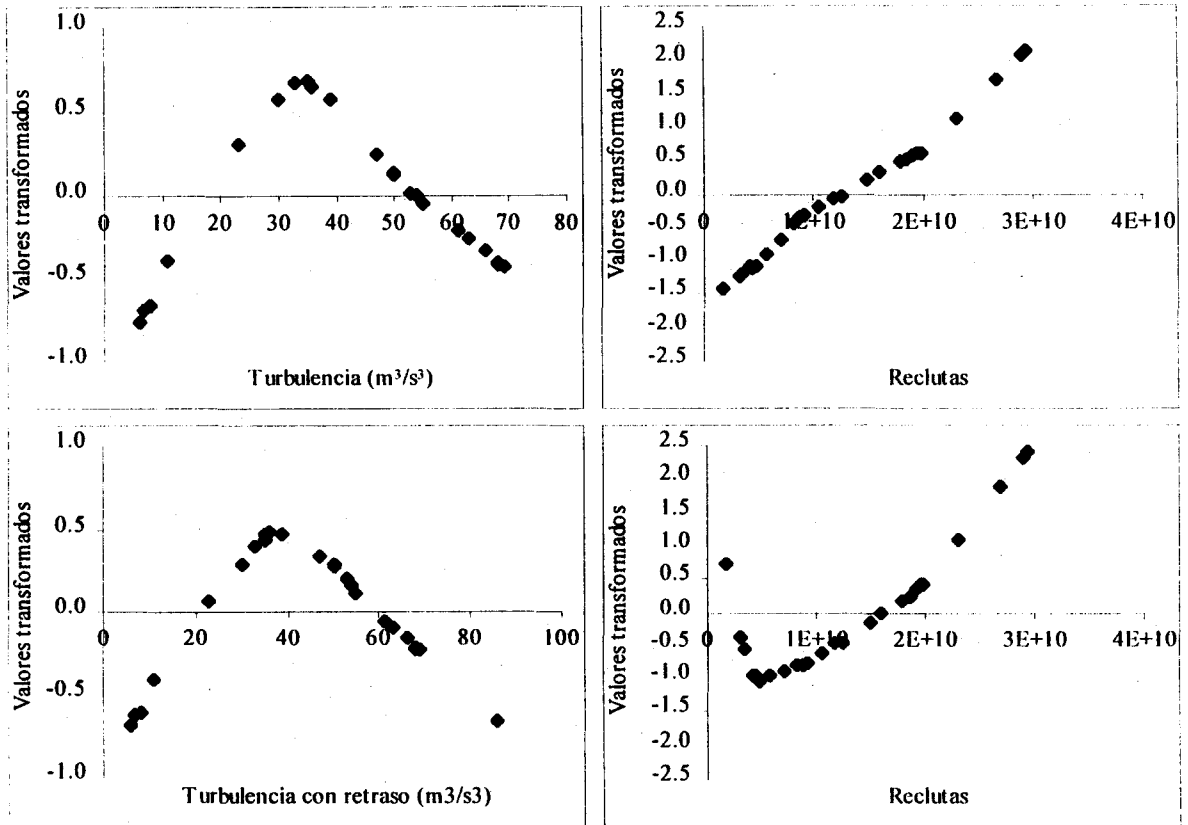 Valores transformados
1.0
0.5
0.0
-0.5
-1.0
0 10 20 30 40 50 60 70 80
Turbulencia (m³/s³)
Valores transformados
2.5
2.0
1.5
1.0
0.5
0.0
-0.5
-1.0
-1.5
-2.0
-2.5
0 1E+10 2E+10 3E+10 4E+10
Reclutas
Valores transformados
1.0
0.5
0.0
-0.5
-1.0
0 20 40 60 80 100
Turbulencia con retraso (m3/s3)
Valores transformados
2.5
2.0
1.5
1.0
0.5
0.0
-0.5
-1.0
-1.5
-2.0
-2.5
0 1E+10 2E+10 3E+10 4E+10
Reclutas